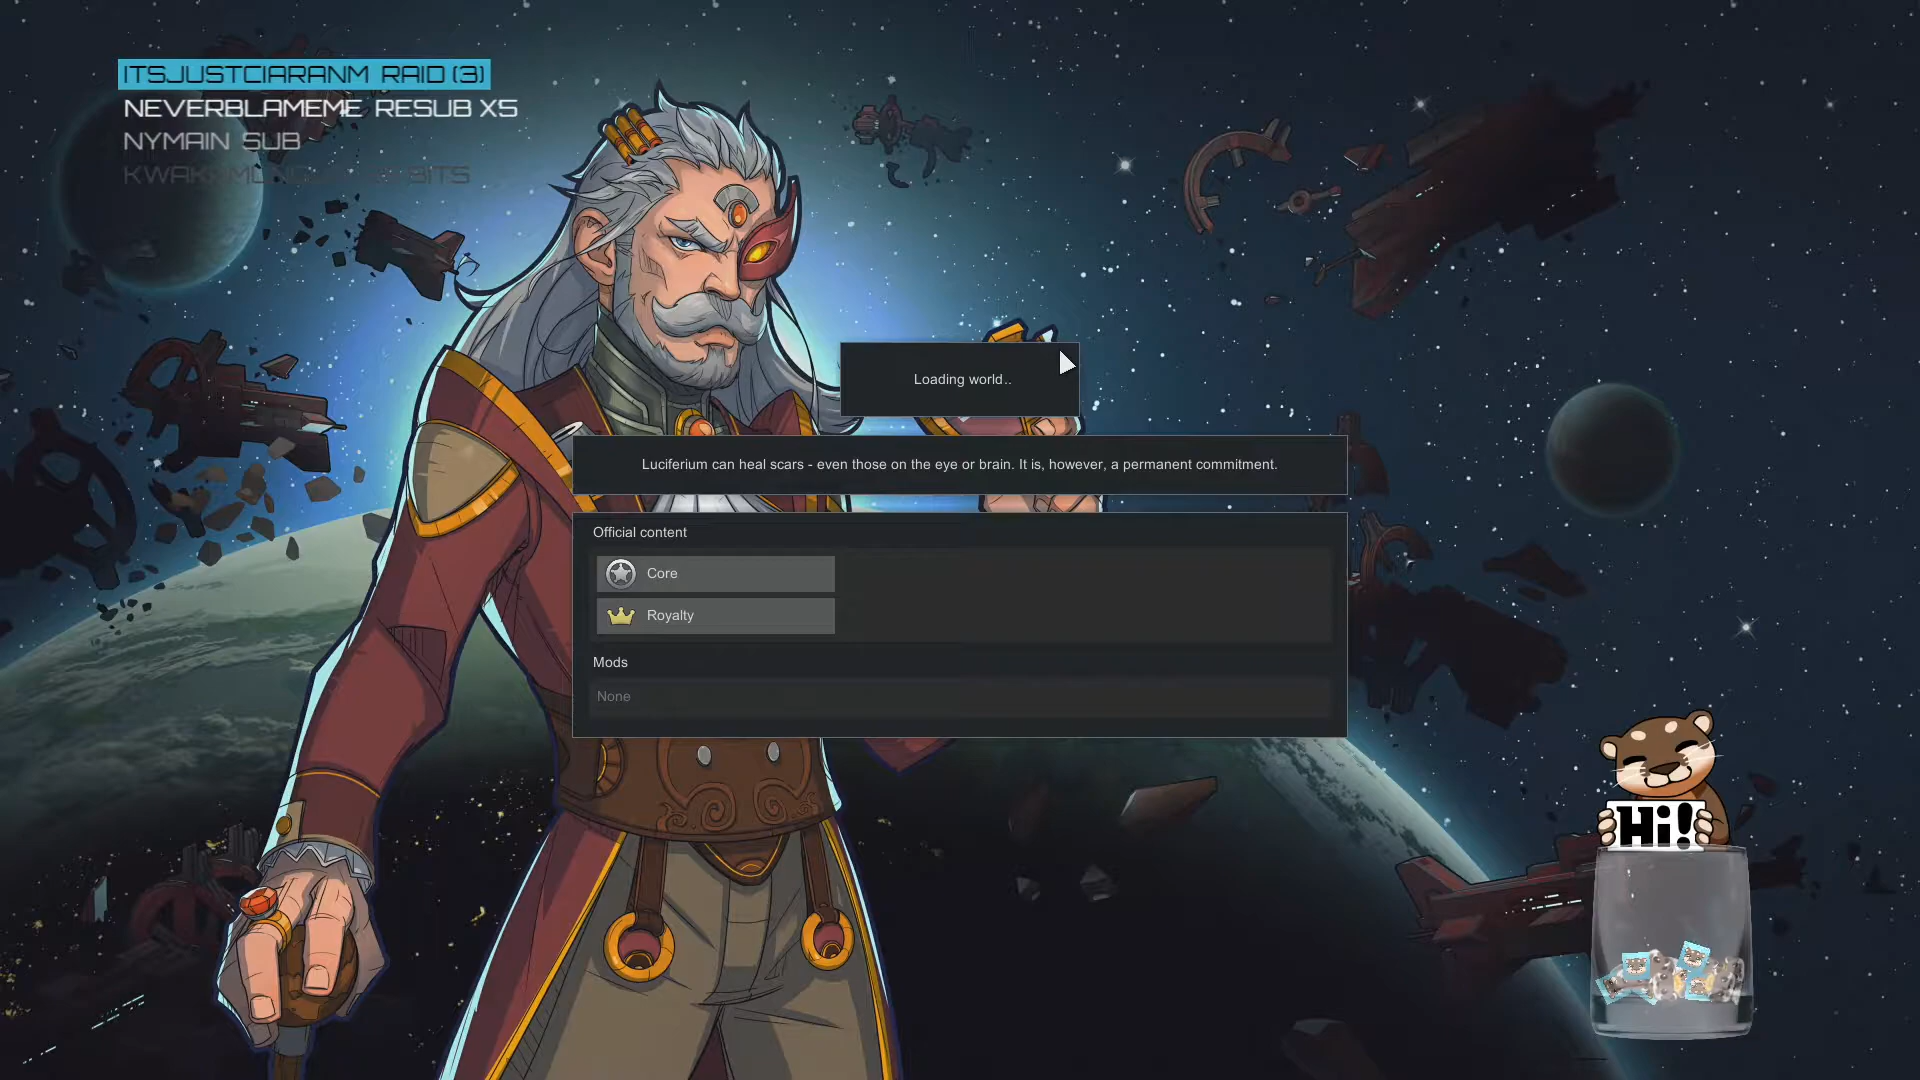 ITSJUSTCIARANM RAID (3)
NEVERBLAMEME RESUB X5
NYMAIN SUB
Loading world..
Luciferium can heal scars - even those on the eye or brain. It is, however, a permanent commitment.
Official content
Core
Royalty
Mods
None
Hi!